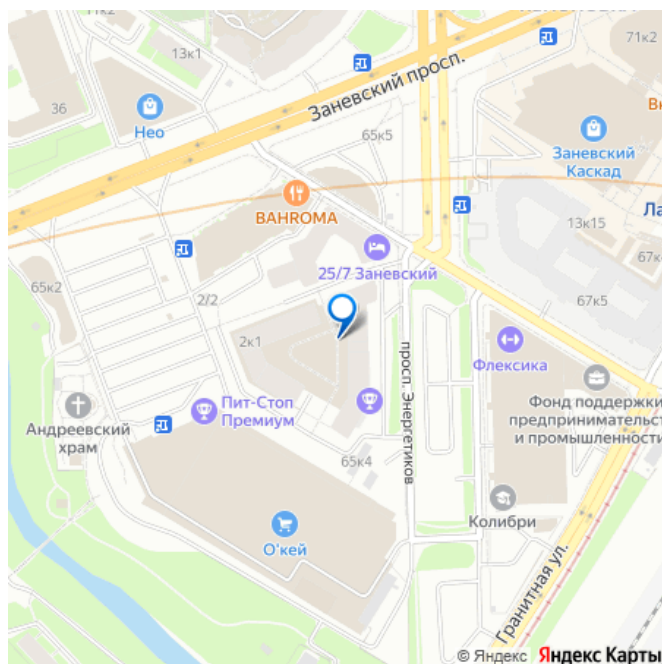 11к2
13к1
71к2
36
Нео
Заневский просп.
65к5
Заневский
Каскад
BAHROMA
13к15
25/7 Заневский
65к2
2/2
67к5
2к1
просп. Энергетиков
Флексика
Пит-Стоп
Премиум
Андреевский
храм
Фонд поддержки
предпринимательст
и промышленности
65к4
Колибри
О'кей
Гранитная ул.
© Яндекс Яндекс Карты